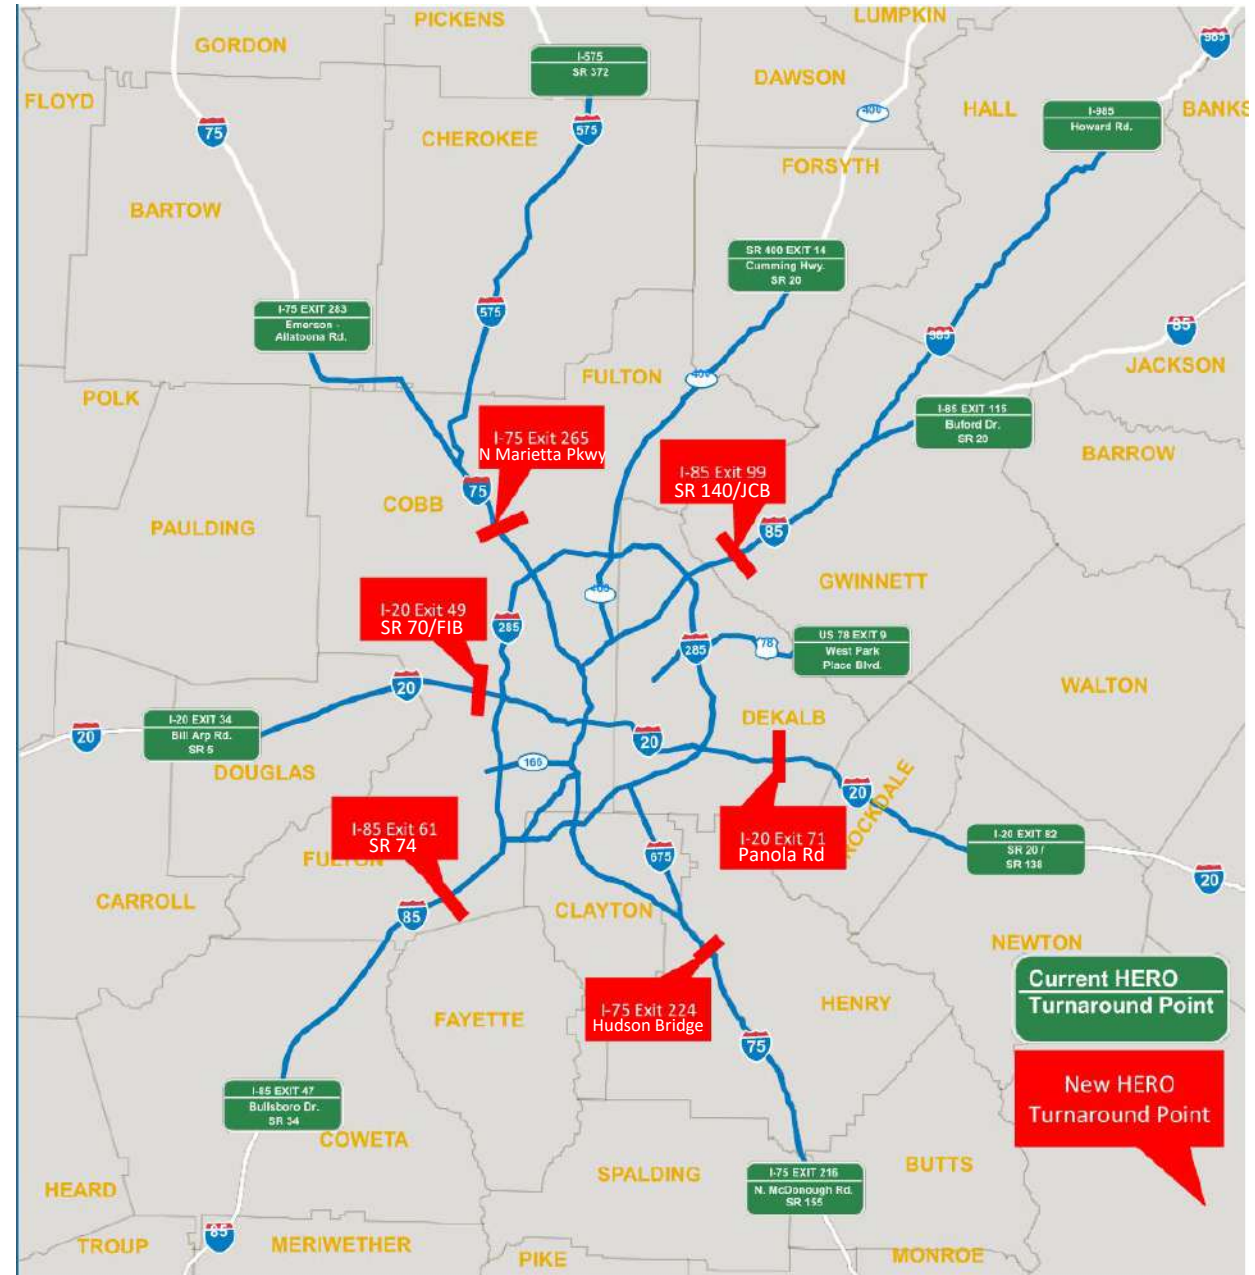 PICKENS
LUMPKIN
GORDON
I-575
SR 372
985
DAWSON
FLOYD
HALL
I-985
Howard Rd.
BANKS
400
75
575
CHEROKEE
FORSYTH
BARTOW
SR 400 EXIT 14
Cumming Hwy.
SR 20
I-75 EXIT 283
Emerson -
Allatoona Rd.
575
85
985
JACKSON
FULTON
400
POLK
I-85 EXIT 115
Buford Dr.
SR 20
I-75 Exit 265
N Marietta Pkwy
BARRROW
I-85 Exit 99
SR 140/JCB
75
COBB
PAULDING
85
GWINNETT
400
I-20 Exit 49
SR 70/FIB
285
US 78 EXIT 9
West Park
Place Blvd.
78
285
WALTON
20
I-20 EXIT 34
Bill Arp Rd.
SR 5
DEKALB
20
20
166
DOUGLAS
20
ROCKDALE
I-85 Exit 61
SR 74
I-20 Exit 71
Panola Rd
I-20 EXIT 82
SR 20 /
SR 138
FULTON
675
20
CARROLL
CLAYTON
85
NEWTON
Current HERO
Turnaround Point
I-75 Exit 224
Hudson Bridge
HENRY
FAYETTE
75
New HERO
Turnaround Point
I-85 EXIT 47
Bullsboro Dr.
SR 34
COWETA
SPALDING
I-75 EXIT 216
N. McDonough Rd.
SR 155
BUTTS
HEARD
85
TROUP
MERIWETHER
PIKE
MONROE